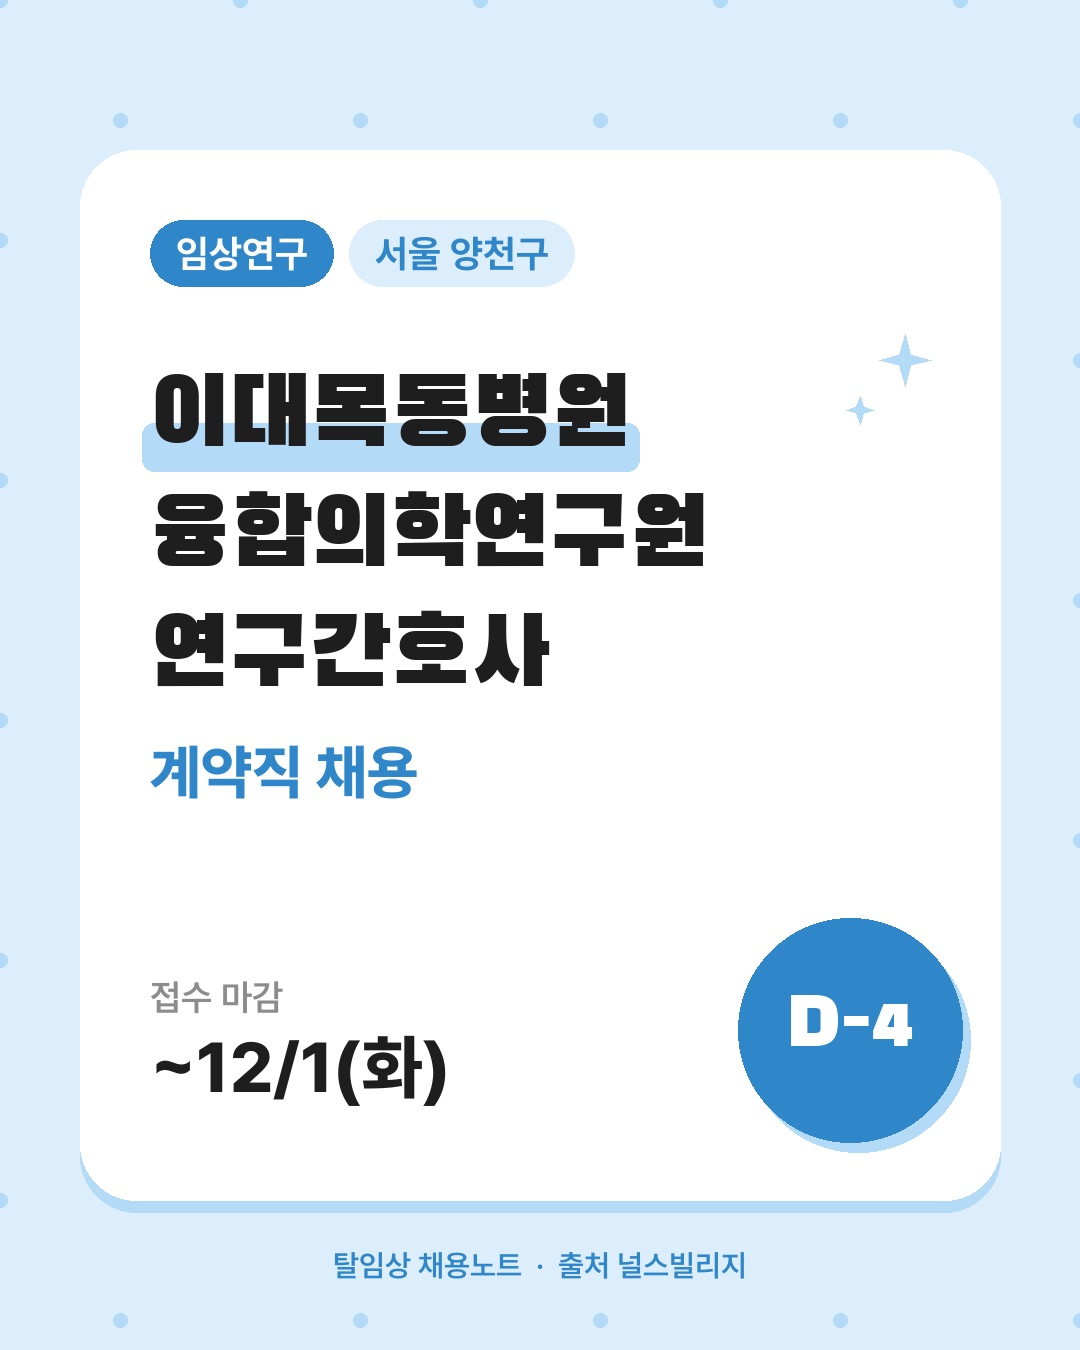 임상연구 서울 양천구
이대목동병원
융합의학연구원
연구간호사
계약직 채용
접수 마감
~12/1(화)
D-4
탈임상 채용노트 · 출처 널스빌리지